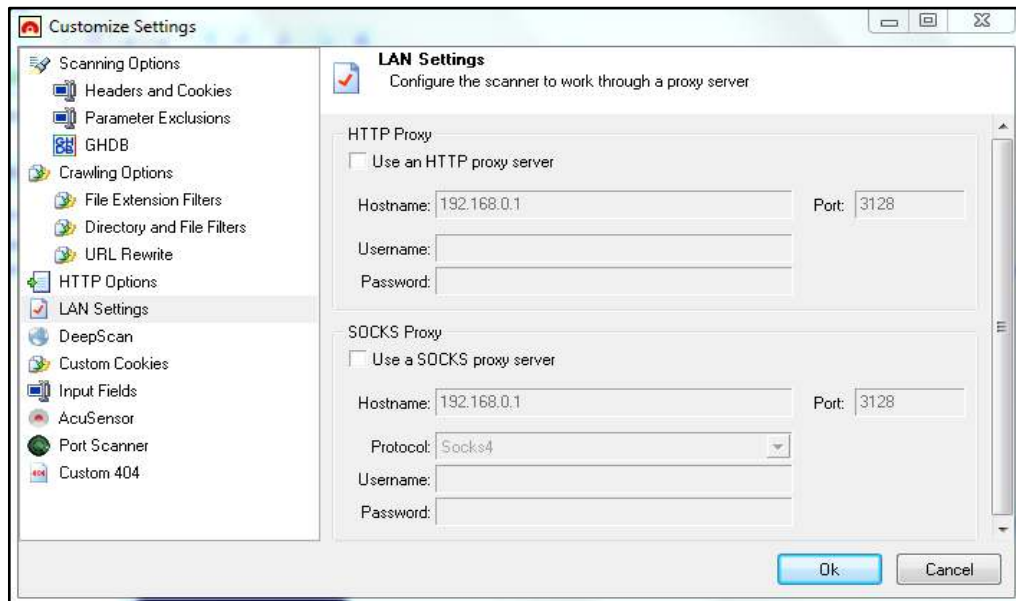 Customize Settings
Scanning Options
Headers and Cookies
Parameter Exclusions
GHDB
Crawling Options
File Extension Filters
Directory and File Filters
URL Rewrite
HTTP Options
LAN Settings
DeepScan
Custom Cookies
Input Fields
AcuSensor
Port Scanner
Custom 404
LAN Settings
Configure the scanner to work through a proxy server
HTTP Proxy
Use an HTTP proxy server
Hostname: 192.168.0.1 Port: 3128
Username:
Password:
SOCKS Proxy
Use a SOCKS proxy server
Hostname: 192.168.0.1 Port: 3128
Protocol: Socks4
Username:
Password:
Ok Cancel